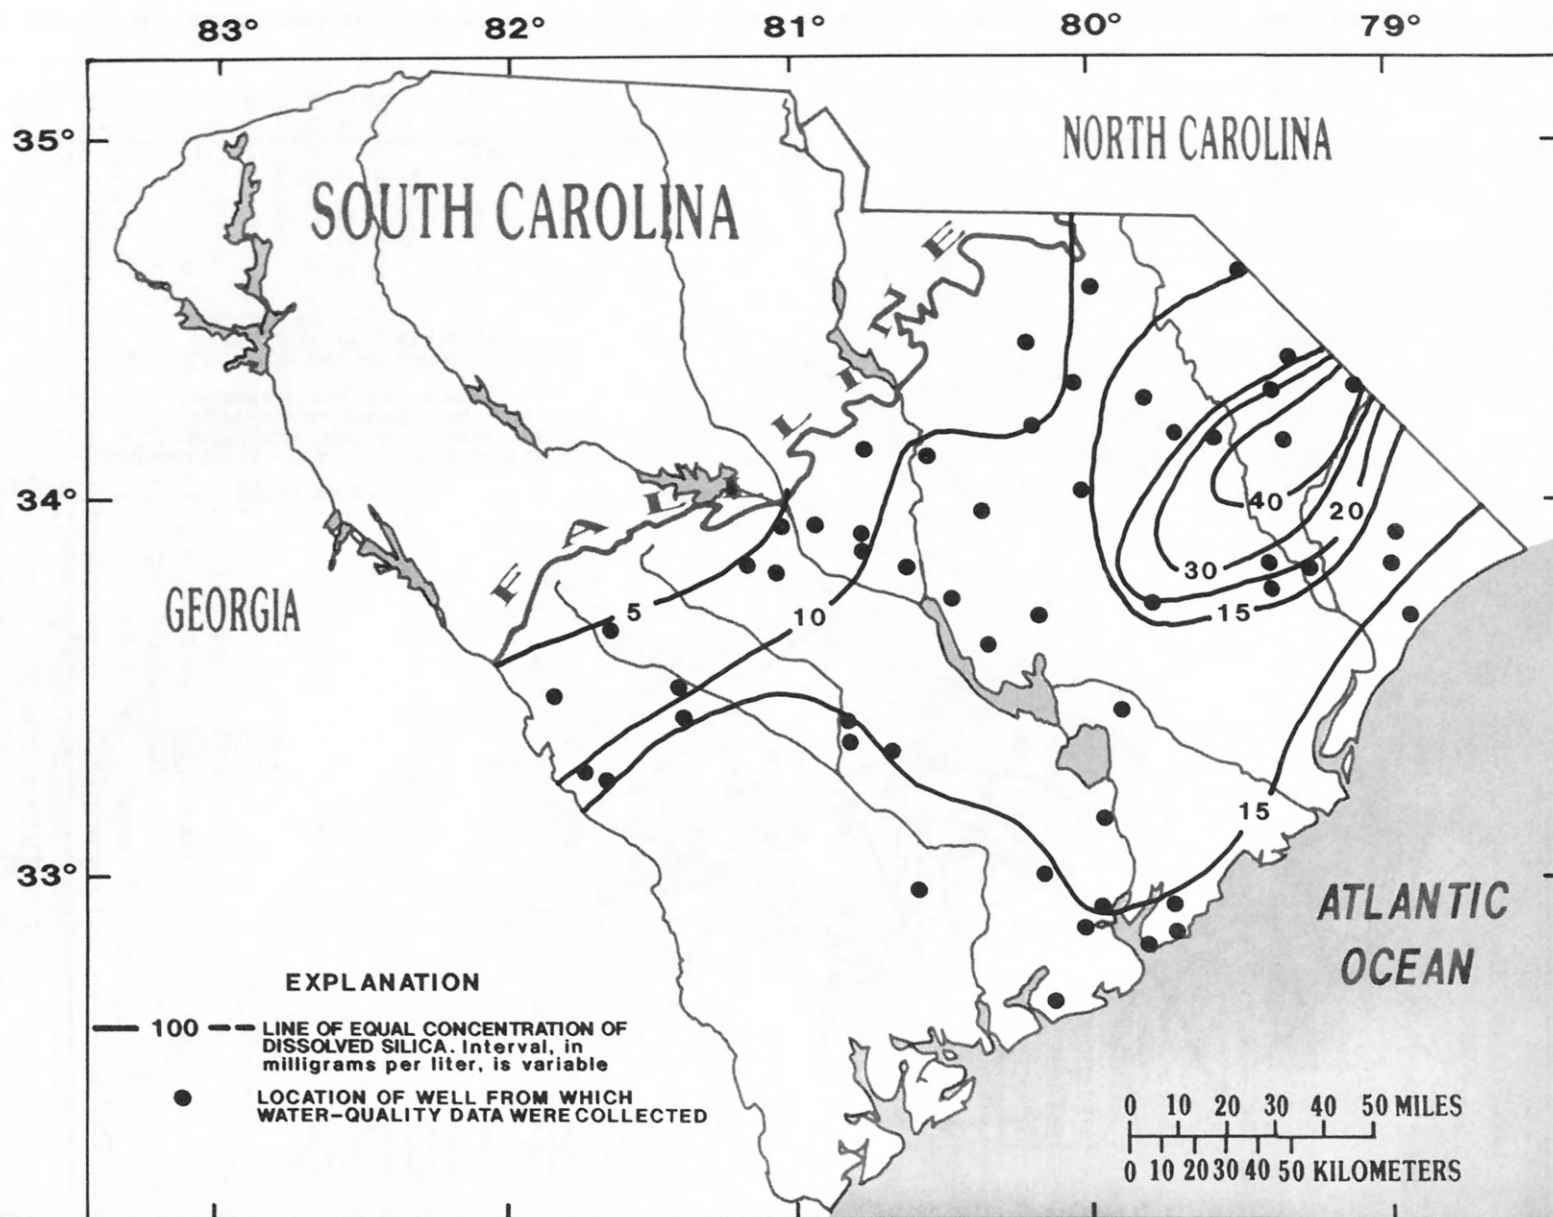 83° 82° 81° 80° 79°
35°
NORTH CAROLINA
SOUTH CAROLINA
FALL LINE
34°
40
20
30
GEORGIA
5
10
15
15
33°
ATLANTIC
OCEAN
EXPLANATION
100
LINE OF EQUAL CONCENTRATION OF
DISSOLVED SILICA. Interval, in
milligrams per liter, is variable
LOCATION OF WELL FROM WHICH
WATER-QUALITY DATA WERE COLLECTED
0 10 20 30 40 50 MILES
0 10 20 30 40 50 KILOMETERS